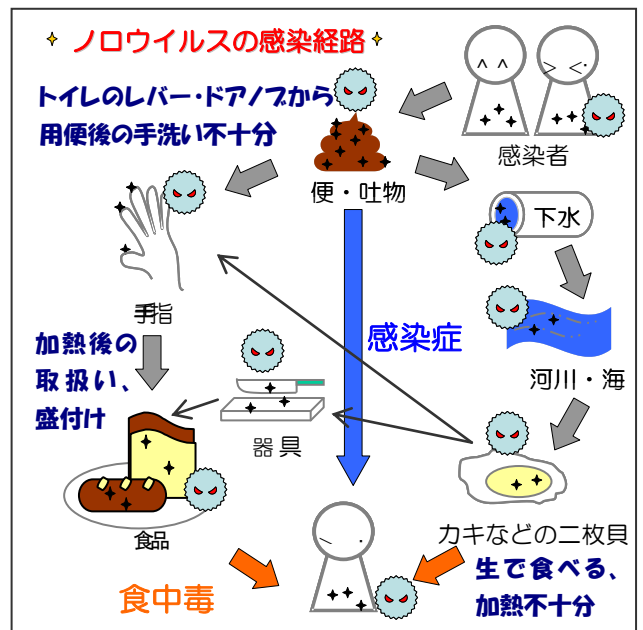 ノロウイルスの感染経路
トイレのレバー・ドアノブから
用便後の手洗い不十分
感染者
便・吐物
下水
手指
河川・海
感染症
加熱後の
取扱い、
盛付け
器具
食品
カキなどの二枚貝
生で食べる、
加熱不十分
食中毒